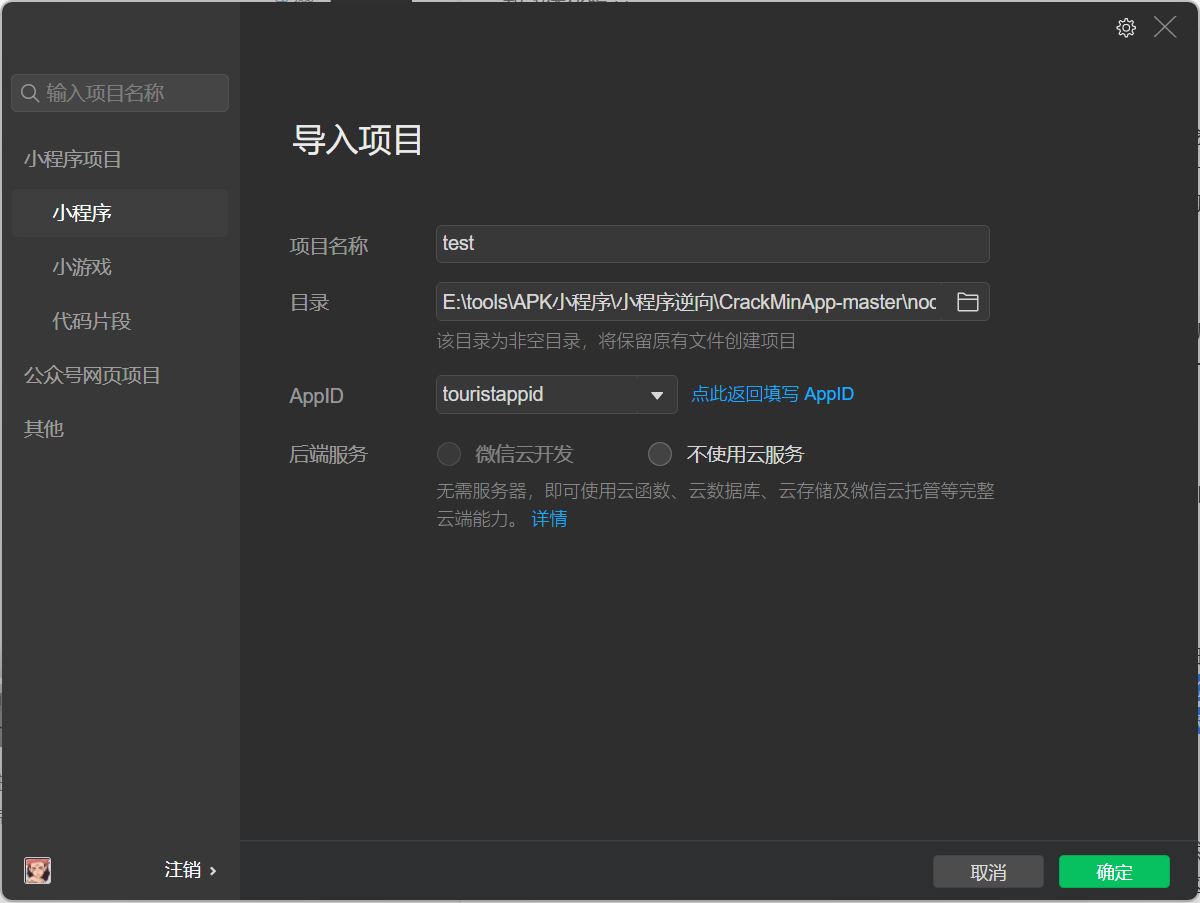 输入项目名称
小程序项目
小程序
小游戏
代码片段
公众号网页项目
其他
注销
导入项目
项目名称
test
目录
E:\tools\APK小程序\小程序逆向\CrackMinApp-master\noc
该目录为非空目录，将保留原有文件创建项目
AppID
touristappid
点此返回填写 AppID
后端服务
微信云开发
不使用云服务
无需服务器，即可使用云函数、云数据库、云存储及微信云托管等完整
云端能力。 详情
取消
确定